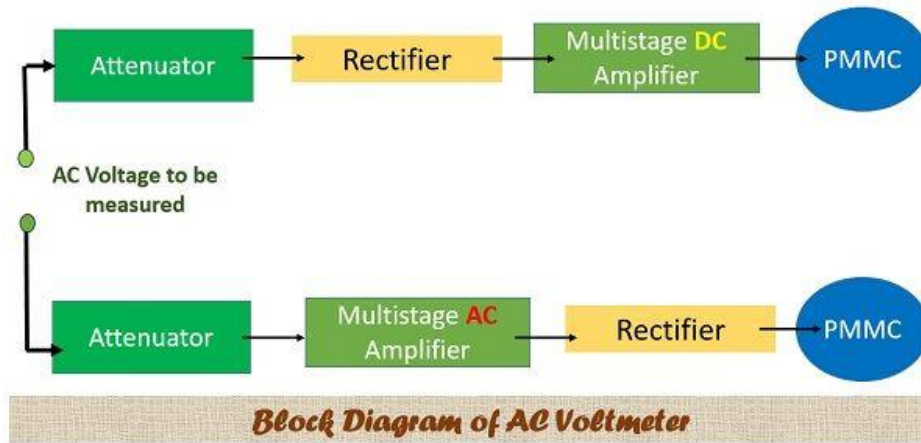 Attenuator
Rectifier
Multistage DC
Amplifier
PMMC
AC Voltage to be
measured
Attenuator
Multistage AC
Amplifier
Rectifier
PMMC
Block Diagram of AC Voltmeter